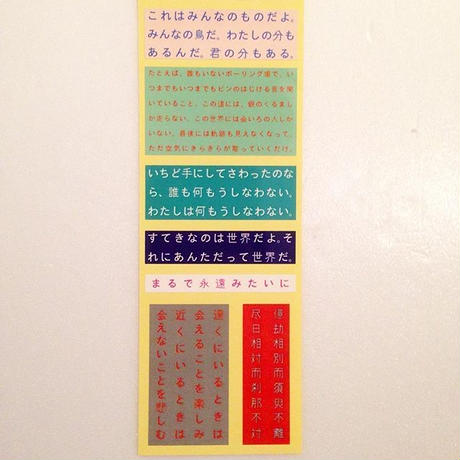 これはみんなのものだよ。
みんなの鳥だ。わたしの分も
あるんだ。君の分もある。
たとえば、誰もいないボーリング場で、い
つまでもいつまでもピンのはじける音を聞
いていること。この道には、銀のくるまし
か走らない。この世界には会いろの人しか
いない。最後には軌跡も見えなくなって。
ただ空気にきらきらが散っていくだけ。
いちど手にしてさわったのな
ら、誰も何もうしなわない。
わたしは何もうしなわない。
すてきなのは世界だよ。そ
れにあんただって世界だ。
まるで永遠みたいに
遠くにいるときは
会えることを楽しみ
近くにいるときは
会えないことを悲しむ
億劫相別而須臾不離
尽日相対而刹那不対